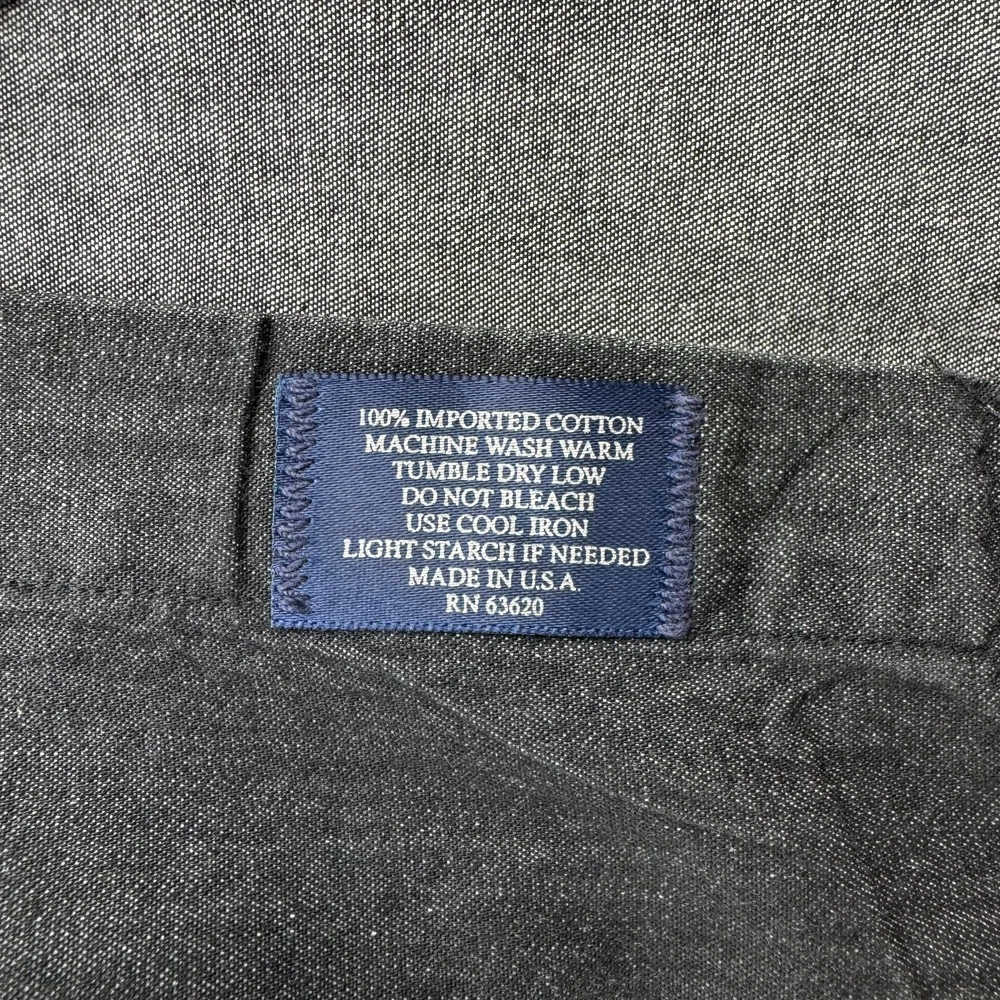 100% IMPORTED COTTON
MACHINE WASH WARM
TUMBLE DRY LOW
DO NOT BLEACH
USE COOL IRON
LIGHT STARCH IF NEEDED
MADE IN U.S.A.
RN 63620